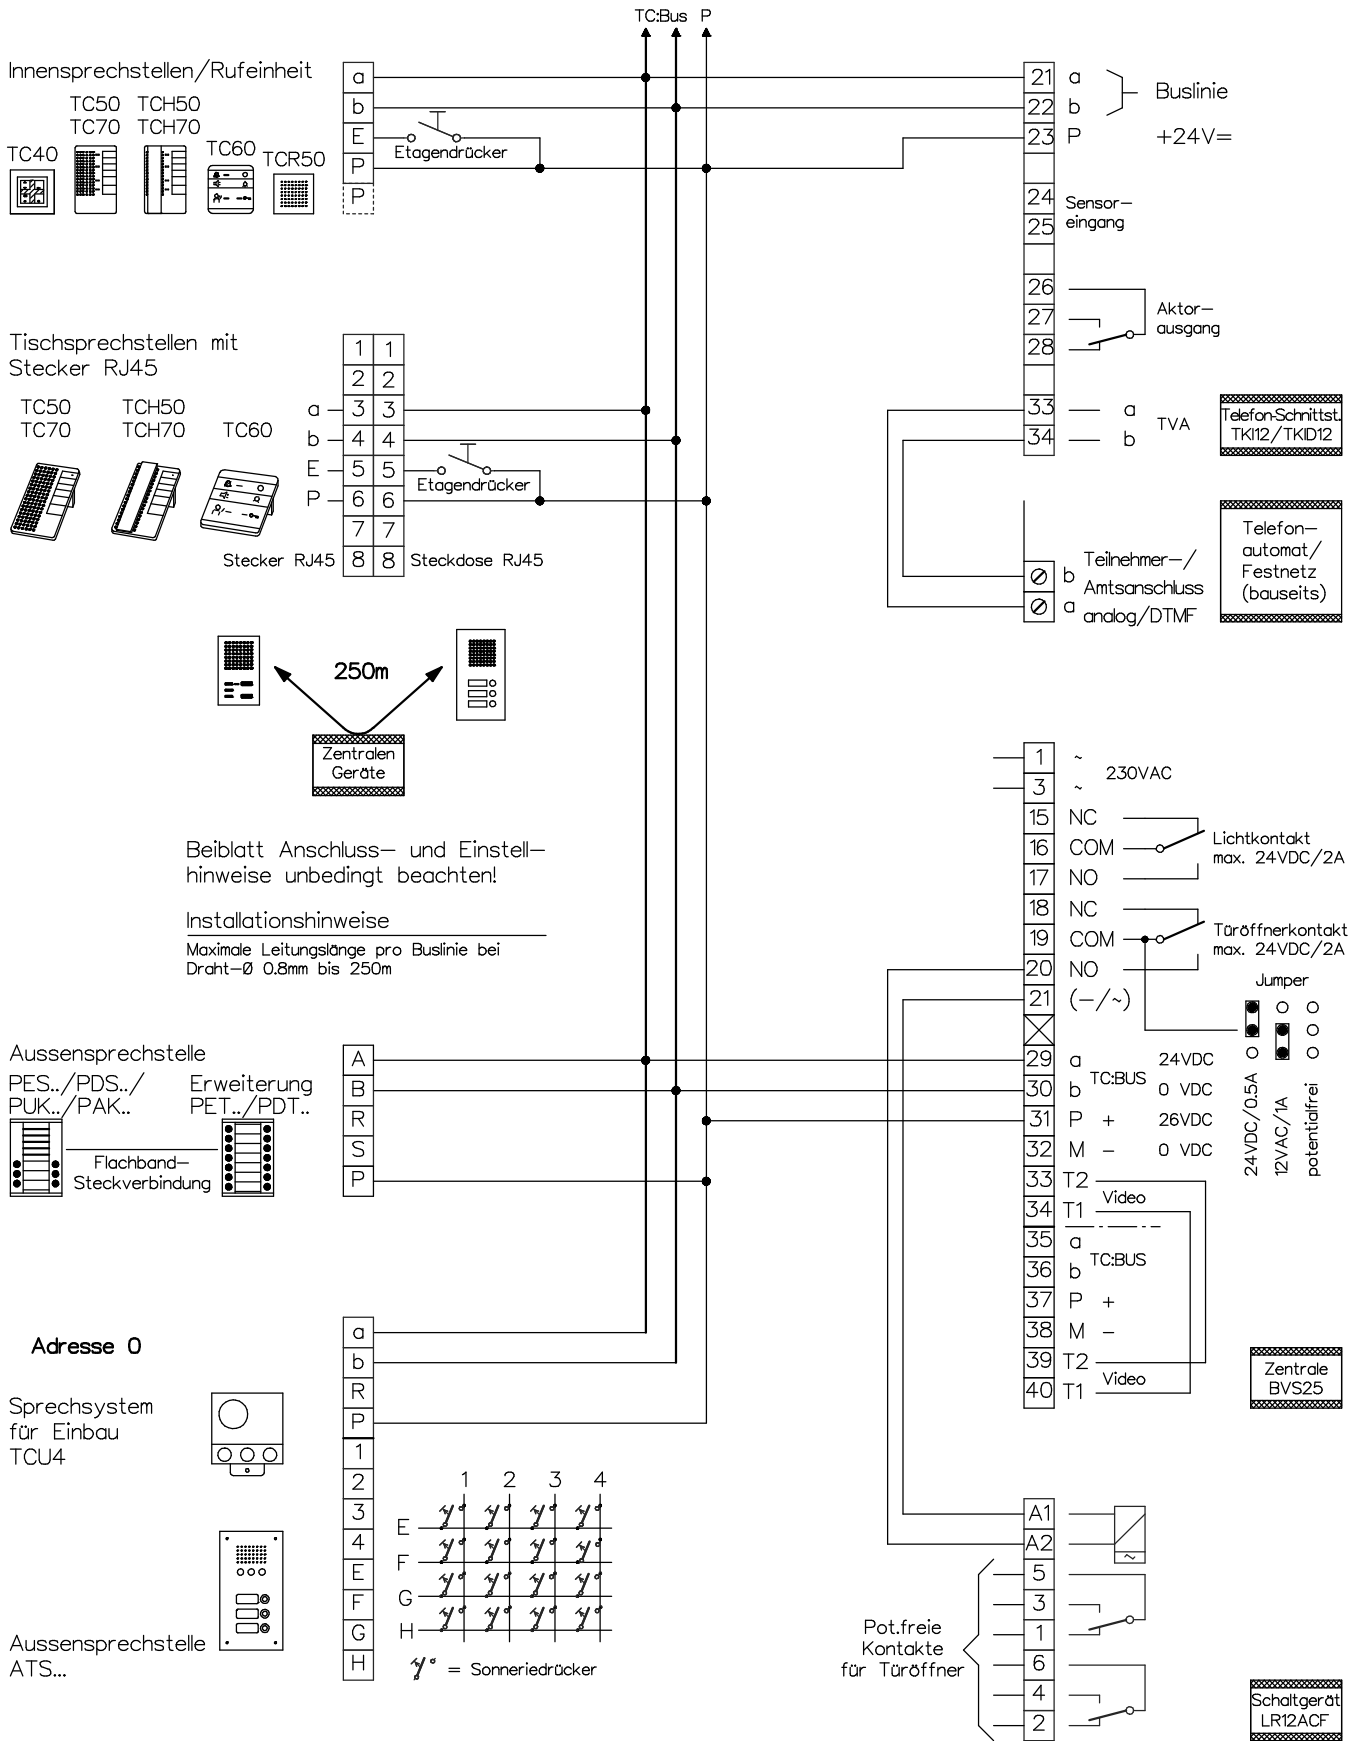 TC:Bus P
Innensprechstellen/Rufeinheit
TC50 TCH50
TC70 TCH70
TC40
TC60
TCR50
a
b
E
P
P
Etagendrücker
21 a
22 b
Buslinie
23 P +24V=
24
25
Sensor-
eingang
26
27
28
Aktor-
ausgang
33 a
34 b
TVA
Telefon-Schnittst.
TKI12/TKID12
Tischsprechstellen mit
Stecker RJ45
TC50 TCH50
TC70 TCH70 TC60
1 1
2 2
a 3 3
b 4 4
E 5 5
P 6 6
7 7
8 8
Etagendrücker
Stecker RJ45
Steckdose RJ45
b
a
Teilnehmer-/
Amtsanschluss
analog/DTMF
Telefon-
automat/
Festnetz
(bauseits)
250m
Zentralen
Geräte
Beiblatt Anschluss- und Einstell-
hinweise unbedingt beachten!
Installationshinweise
Maximale Leitungslänge pro Buslinie bei
Draht-Ø 0.8mm bis 250m
1 ~
3 ~
230VAC
15 NC
16 COM
17 NO
Lichtkontakt
max. 24VDC/2A
18 NC
19 COM
20 NO
Türöffnerkontakt
max. 24VDC/2A
21 (-/~)
Jumper
24VDC/0.5A
12VAC/1A
potentialfrei
29 a 24VDC
TC:BUS
30 b 0 VDC
31 P + 26VDC
32 M - 0 VDC
33 T2
34 T1
Video
35 a
36 b
TC:BUS
37 P +
38 M -
39 T2
40 T1
Video
Zentrale
BVS25
Aussensprechstelle
PES../PDS../
PUK../PAK..
Erweiterung
PET../PDT..
Flachband-
Steckverbindung
A
B
R
S
P
Adresse 0
Sprechsystem
für Einbau
TCU4
Aussensprechstelle
ATS...
a
b
R
P
1
2
3
4
E
F
G
H
1 2 3 4
E
F
G
H
= Sonneriedrücker
A1
A2
~
5
3
1
6
4
2
Pot.freie
Kontakte
für Türöffner
Schaltgerät
LR12ACF